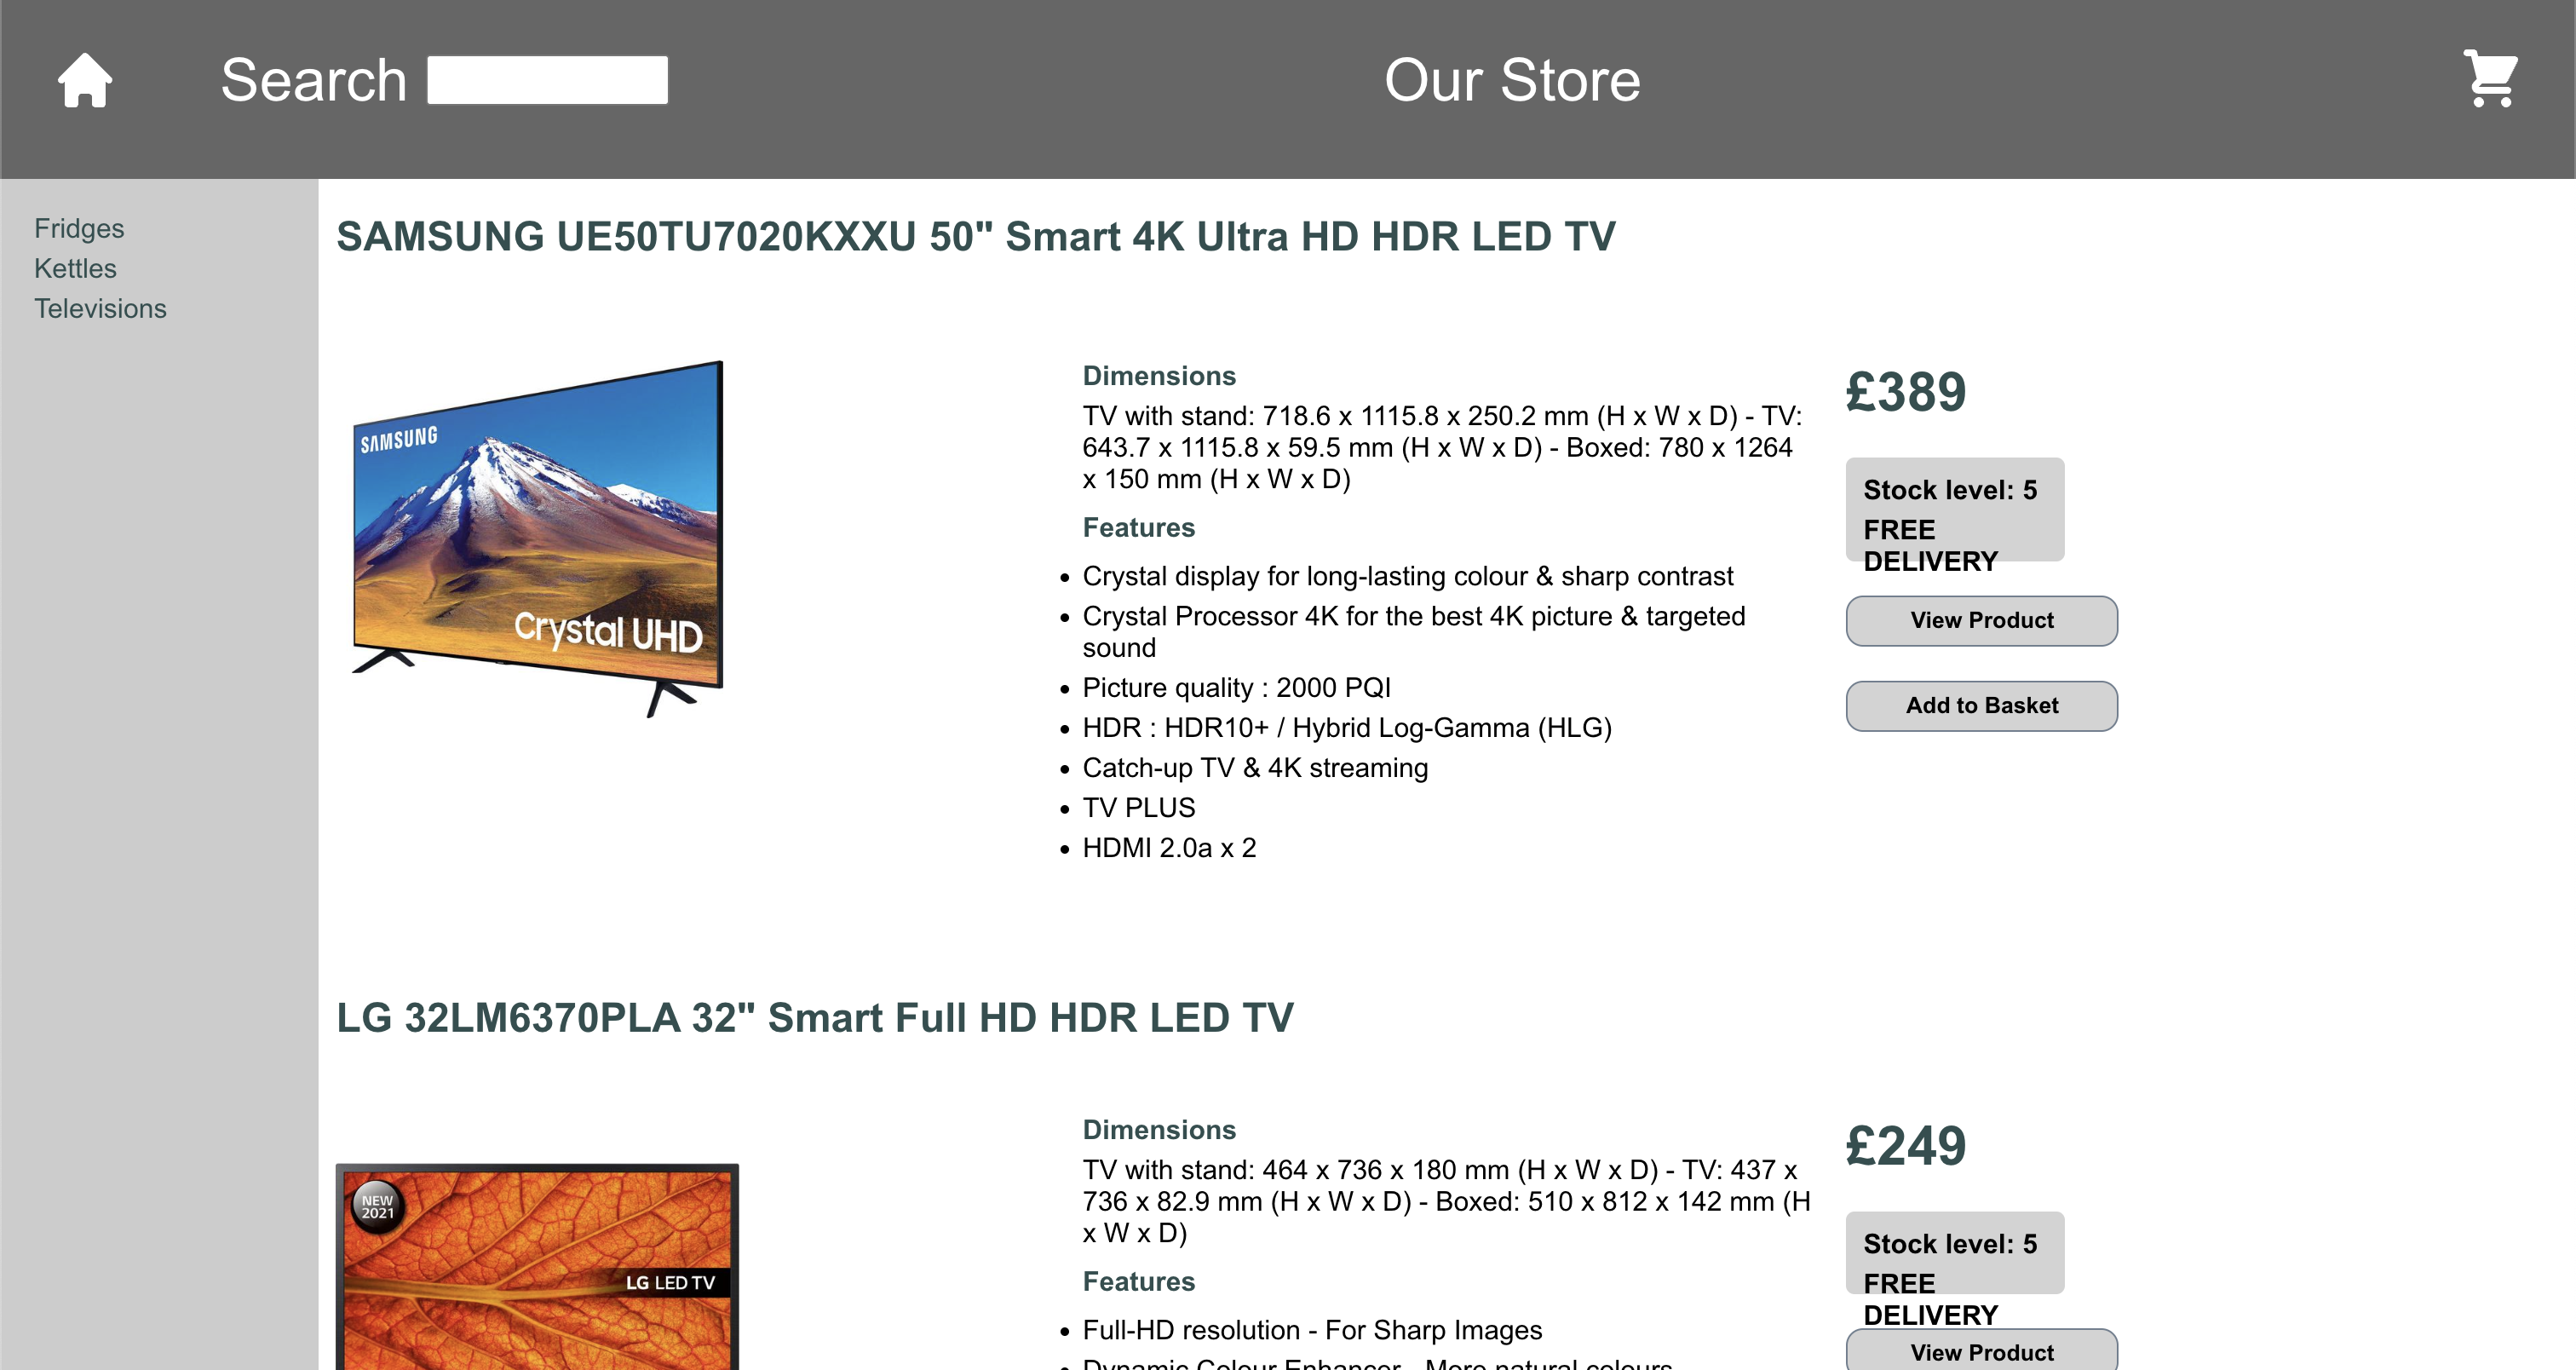 Search
Our Store
Fridges
Kettles
Televisions
SAMSUNG UE50TU7020KXXU 50" Smart 4K Ultra HD HDR LED TV
SAMSUNG
Crystal UHD
Dimensions
TV with stand: 718.6 x 1115.8 x 250.2 mm (H x W x D) - TV:
643.7 x 1115.8 x 59.5 mm (H x W x D) - Boxed: 780 x 1264
x 150 mm (H x W x D)
Features
Crystal display for long-lasting colour & sharp contrast
Crystal Processor 4K for the best 4K picture & targeted
sound
Picture quality : 2000 PQI
HDR : HDR10+ / Hybrid Log-Gamma (HLG)
Catch-up TV & 4K streaming
TV PLUS
HDMI 2.0a x 2
£389
Stock level: 5
FREE
DELIVERY
View Product
Add to Basket
LG 32LM6370PLA 32" Smart Full HD HDR LED TV
NEW
2021
LG LED TV
Dimensions
TV with stand: 464 x 736 x 180 mm (H x W x D) - TV: 437 x
736 x 82.9 mm (H x W x D) - Boxed: 510 x 812 x 142 mm (H
x W x D)
Features
Full-HD resolution - For Sharp Images
Dynamic Colour Enhancer - More natural colours
£249
Stock level: 5
FREE
DELIVERY
View Product